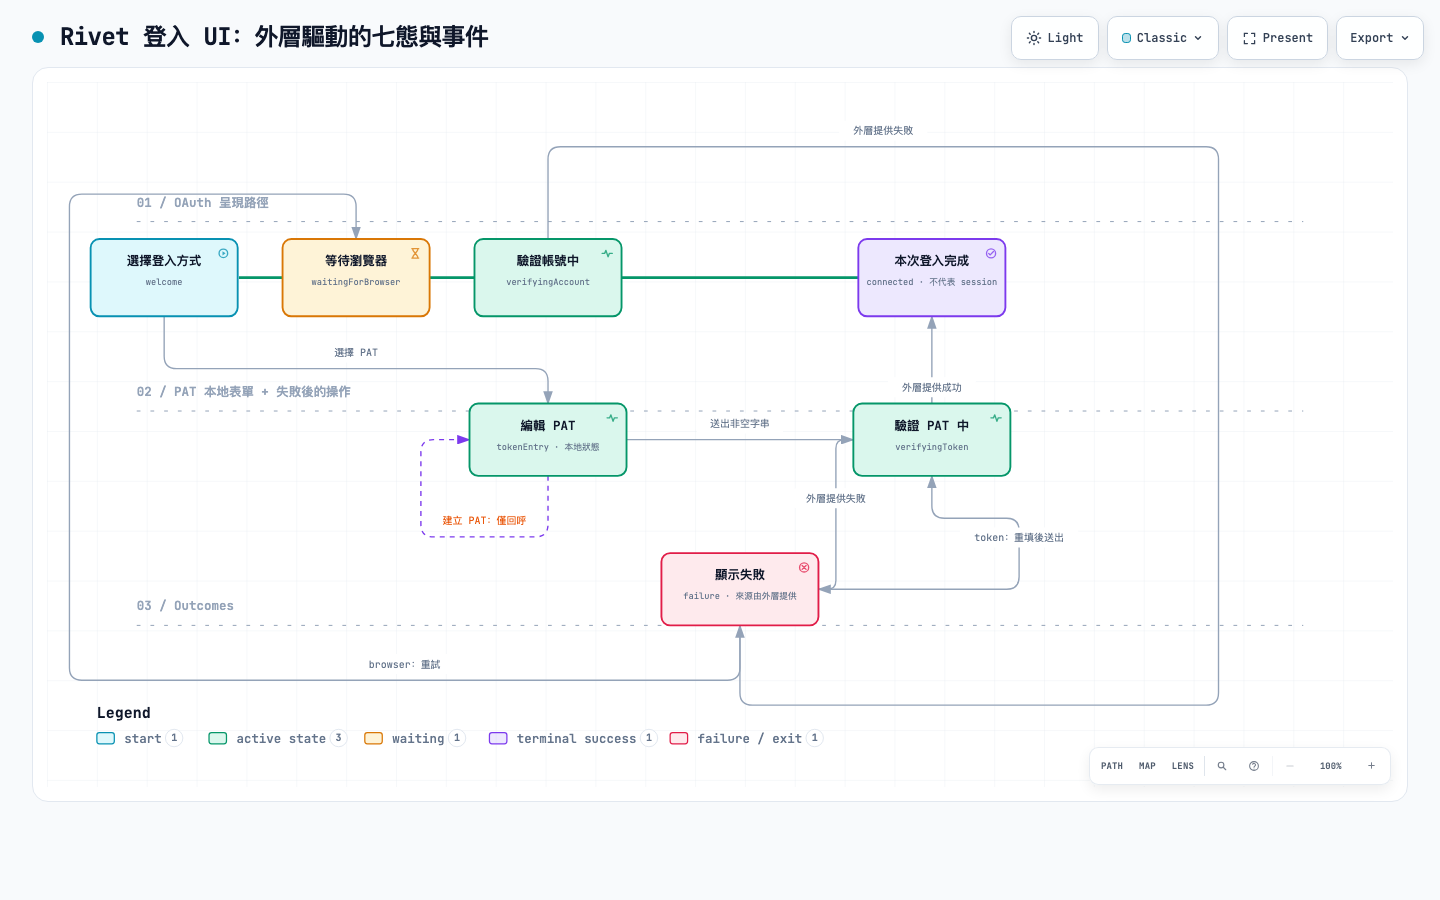 Rivet 登入 UI: 外層驅動的七態與事件
Light
Classic
Present
Export
外層提供失敗
01 / OAuth 呈現路徑
選擇登入方式
welcome
等待瀏覽器
waitingForBrowser
驗證帳號中
verifyingAccount
本次登入完成
connected · 不代表 session
選擇 PAT
外層提供成功
02 / PAT 本地表單 + 失敗後的操作
編輯 PAT
tokenEntry · 本地狀態
送出非空字串
驗證 PAT 中
verifyingToken
外層提供失敗
建立 PAT: 僅回呼
token: 重填後送出
顯示失敗
failure · 來源由外層提供
03 / Outcomes
browser: 重試
Legend
start 1
active state 3
waiting 1
terminal success 1
failure / exit 1
PATH
MAP
LENS
− 100% +